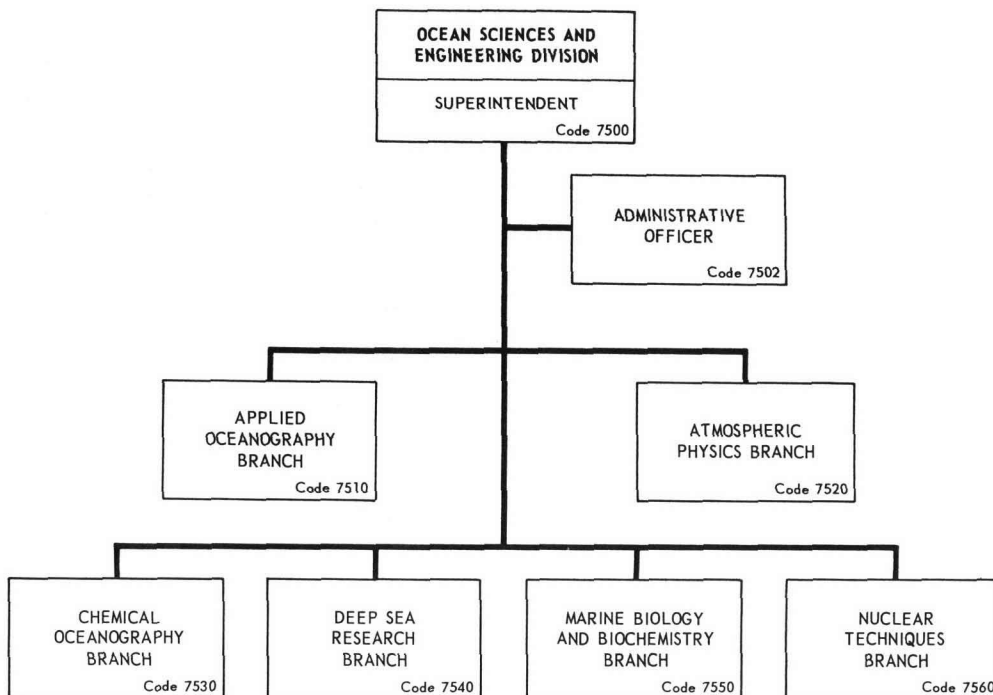 OCEAN SCIENCES AND
ENGINEERING DIVISION
SUPERINTENDENT
Code 7500
ADMINISTRATIVE
OFFICER
Code 7502
APPLIED
OCEANOGRAPHY
BRANCH
Code 7510
ATMOSPHERIC
PHYSICS BRANCH
Code 7520
CHEMICAL
OCEANOGRAPHY
BRANCH
Code 7530
DEEP SEA
RESEARCH
BRANCH
Code 7540
MARINE BIOLOGY
AND BIOCHEMISTRY
BRANCH
Code 7550
NUCLEAR
TECHNIQUES
BRANCH
Code 7560